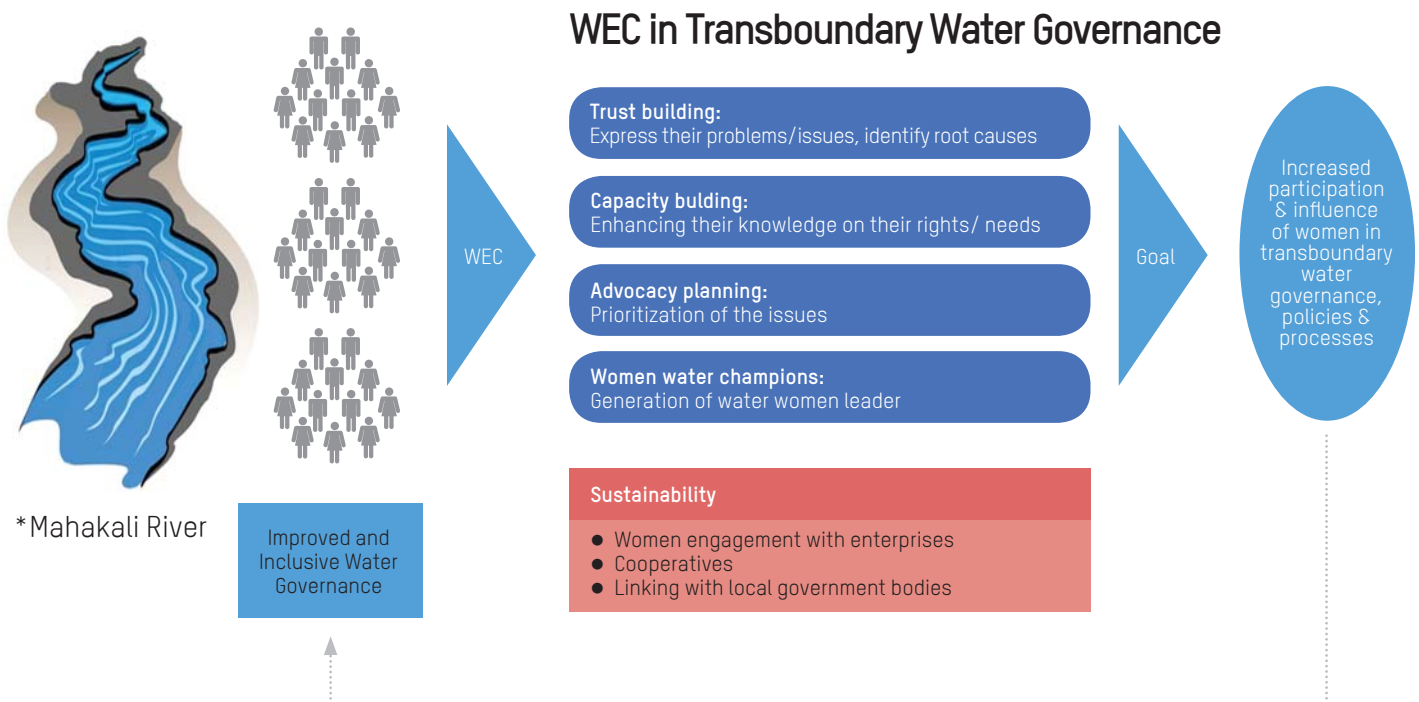 WEC in Transboundary Water Governance
*Mahakali River
Improved and
Inclusive Water
Governance
WEC
Trust building:
Express their problems/issues, identify root causes
Capacity bulding:
Enhancing their knowledge on their rights/ needs
Advocacy planning:
Prioritization of the issues
Women water champions:
Generation of water women leader
Sustainability
● Women engagement with enterprises
● Cooperatives
● Linking with local government bodies
Goal
Increased
participation
& influence
of women in
transboundary
water
governance,
policies &
processes